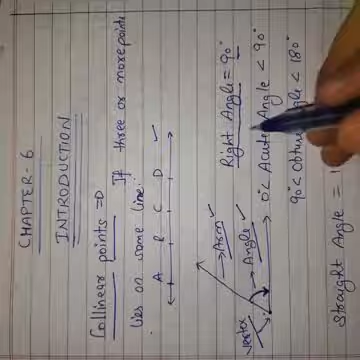 CHAPTER-6
INTRODUCTION
Collinear points => If three or more points
lies on same line.
A B C D
Right Angle = 90°
Arm
Angle
vertex
0° < Acute Angle < 90°
90° < Obtuse Angle < 180°
Straight Angle = 1